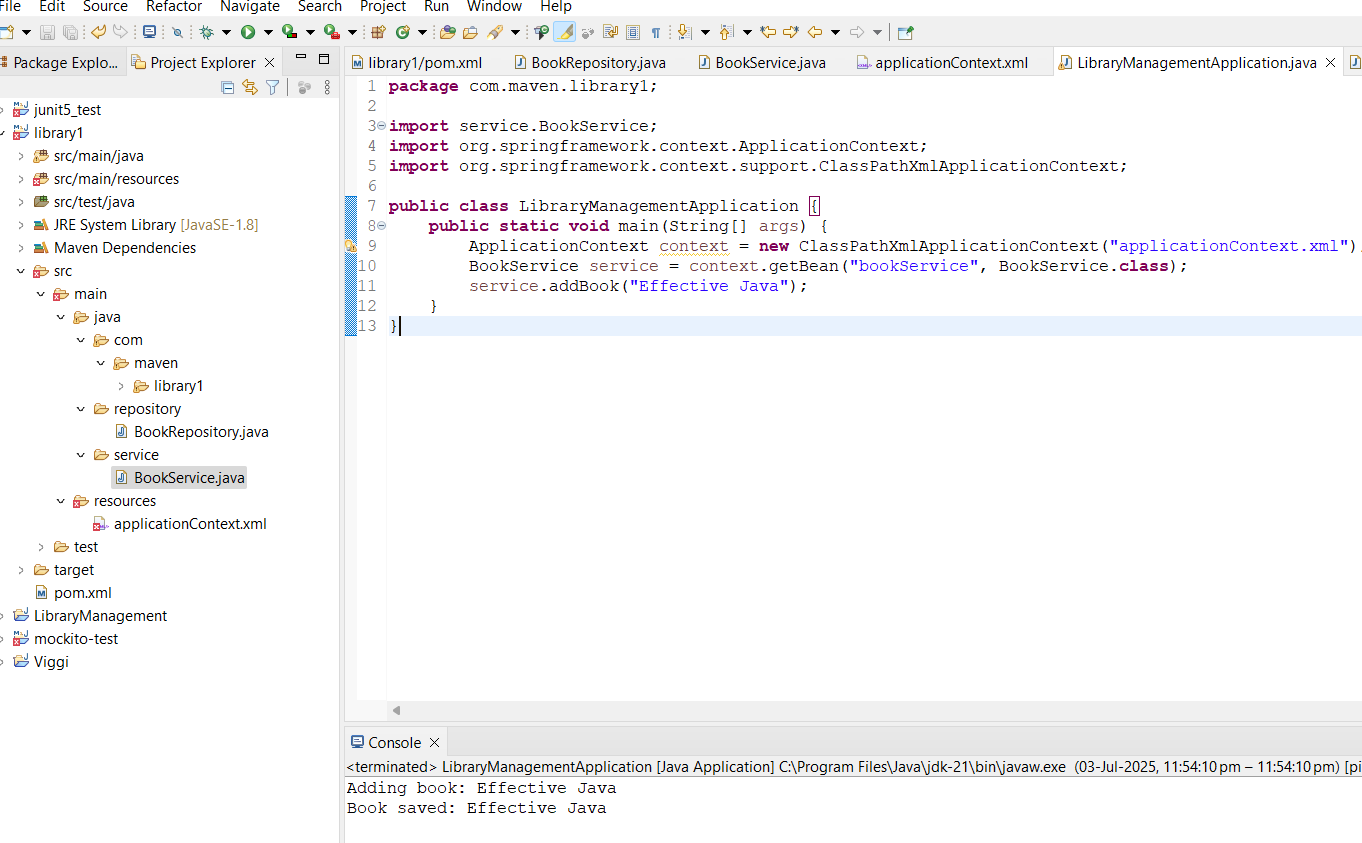 File Edit Source Refactor Navigate Search Project Run Window Help
Package Explo... Project Explorer
library1/pom.xml BookRepository.java BookService.java applicationContext.xml LibraryManagementApplication.java
junit5_test
library1
src/main/java
src/main/resources
src/test/java
JRE System Library [JavaSE-1.8]
Maven Dependencies
src
main
java
com
maven
library1
repository
BookRepository.java
service
BookService.java
resources
applicationContext.xml
test
target
pom.xml
LibraryManagement
mockito-test
Viggi
1 package com.maven.library1;
2
3 import service.BookService;
4 import org.springframework.context.ApplicationContext;
5 import org.springframework.context.support.ClassPathXmlApplicationContext;
6
7 public class LibraryManagementApplication {
8 public static void main(String[] args) {
9 ApplicationContext context = new ClassPathXmlApplicationContext("applicationContext.xml");
10 BookService service = context.getBean("bookService", BookService.class);
11 service.addBook("Effective Java");
12 }
13 }
Console
<terminated> LibraryManagementApplication [Java Application] C:\Program Files\Java\jdk-21\bin\javaw.exe (03-Jul-2025, 11:54:10 pm – 11:54:10 pm) [pi
Adding book: Effective Java
Book saved: Effective Java